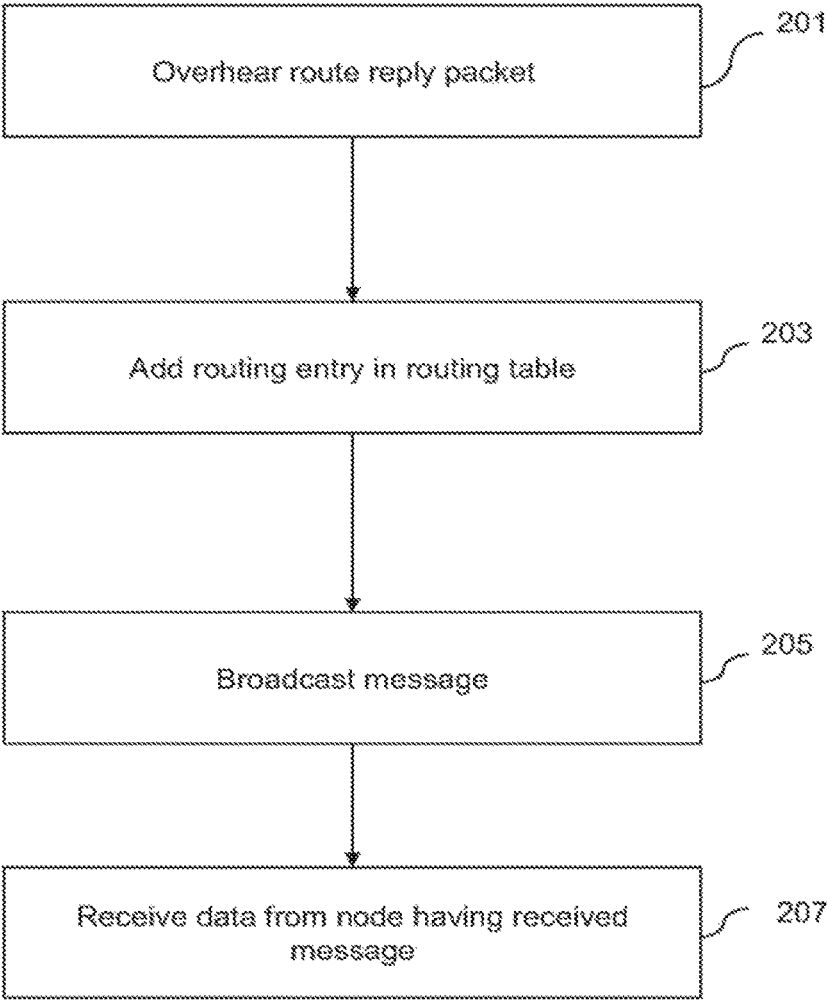 201
Overhear route reply packet
203
Add routing entry in routing table
205
Broadcast message
207
Receive data from node having received
message